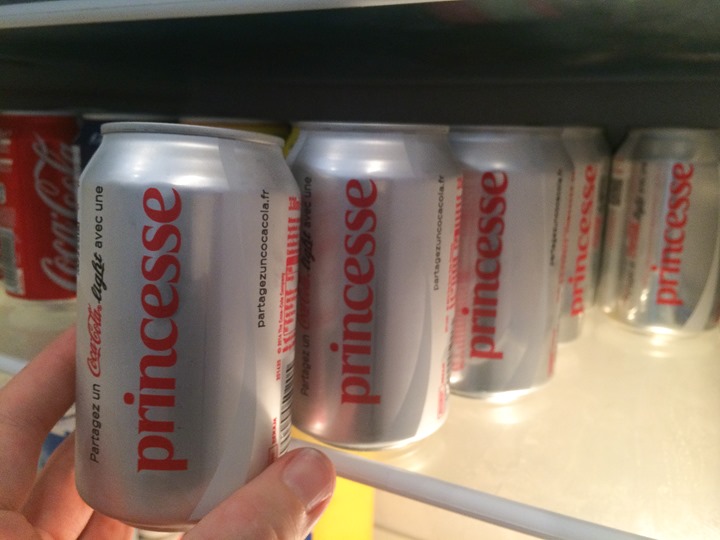 Partagez un Coca-Cola light avec une
princesse
partagezuncocacola.fr
Partagez un Coca-Cola light avec une
princesse
partagezuncocacola.fr
princesse
princesse
princesse
Coca-Cola